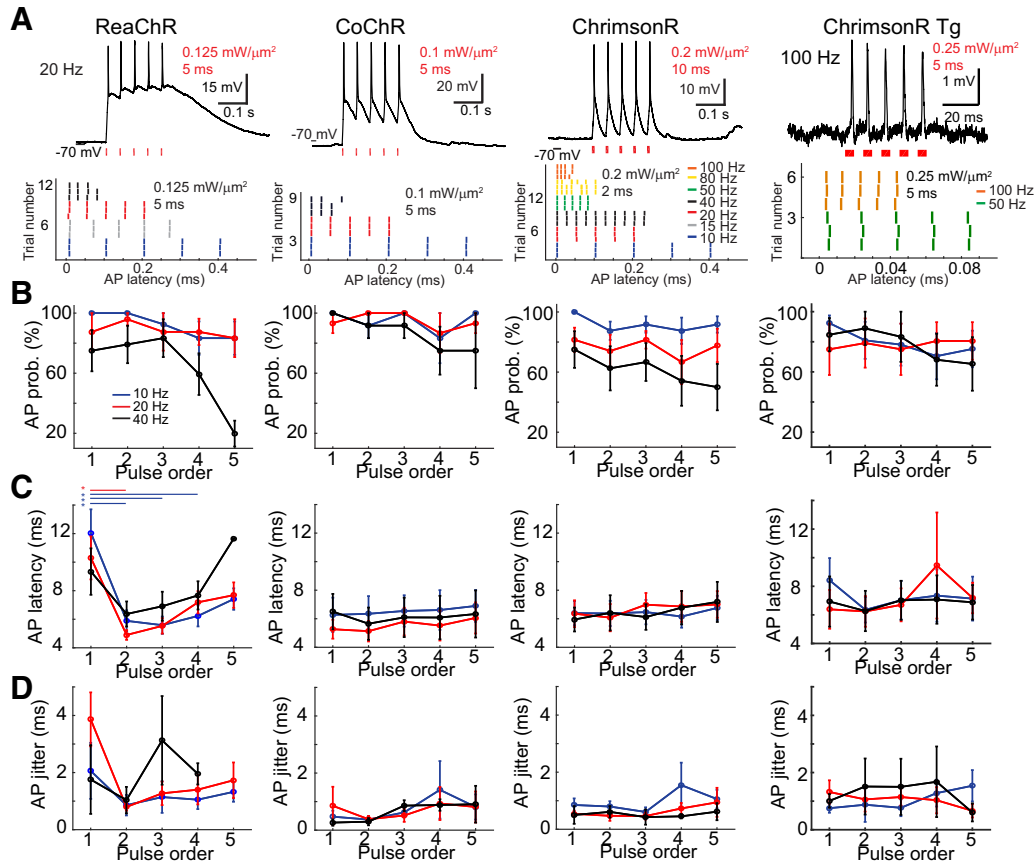 A
ReaChR
CoChR
ChrimsonR
ChrimsonR Tg
20 Hz
0.125 mW/μm²
5 ms
15 mV
0.1 s
-70 mV
0.1 mW/μm²
5 ms
20 mV
0.1 s
-70 mV
0.2 mW/μm²
10 ms
10 mV
0.1 s
-70 mV
100 Hz
0.25 mW/μm²
5 ms
1 mV
20 ms
Trial number
12
6
0.125 mW/μm²
5 ms
0 0.2 0.4
AP latency (ms)
Trial number
9
3
0.1 mW/μm²
5 ms
0 0.2 0.4
AP latency (ms)
Trial number
12
6
0.2 mW/μm²
2 ms
100 Hz
80 Hz
50 Hz
40 Hz
20 Hz
15 Hz
10 Hz
0 0.2 0.4
AP latency (ms)
Trial number
6
3
0.25 mW/μm²
5 ms
100 Hz
50 Hz
0 0.04 0.08
AP latency (ms)
B
AP prob. (%)
100
60
20
10 Hz
20 Hz
40 Hz
1 2 3 4 5
Pulse order
AP prob. (%)
100
60
20
1 2 3 4 5
Pulse order
AP prob. (%)
100
60
20
1 2 3 4 5
Pulse order
AP prob. (%)
100
60
20
1 2 3 4 5
Pulse order
C
* * * *
AP latency (ms)
12
8
4
1 2 3 4 5
Pulse order
AP latency (ms)
12
8
4
1 2 3 4 5
Pulse order
AP latency (ms)
12
8
4
1 2 3 4 5
Pulse order
AP latency (ms)
12
8
4
1 2 3 4 5
Pulse order
D
AP jitter (ms)
4
2
0
1 2 3 4 5
Pulse order
AP jitter (ms)
4
2
0
1 2 3 4 5
Pulse order
AP jitter (ms)
4
2
0
1 2 3 4 5
Pulse order
AP jitter (ms)
4
2
0
1 2 3 4 5
Pulse order